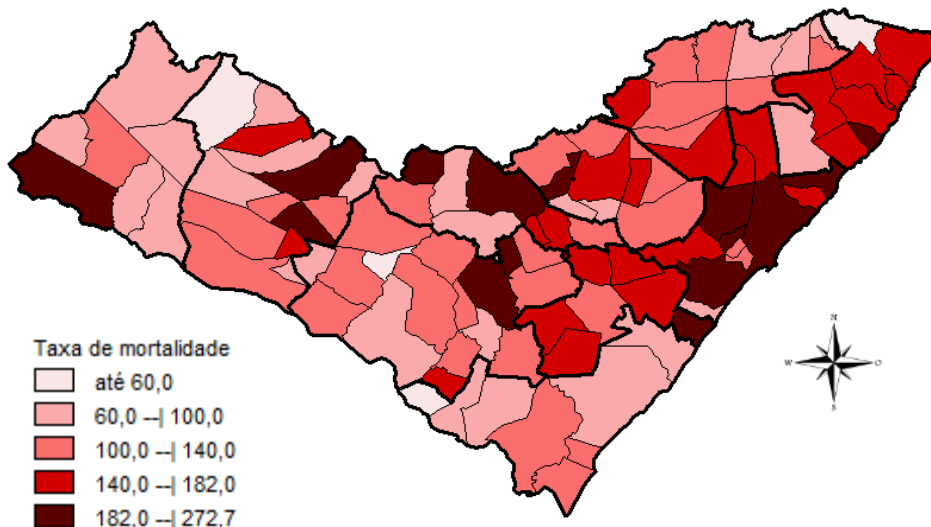 Taxa de mortalidade
até 60,0
60,0 --| 100,0
100,0 --| 140,0
140,0 --| 182,0
182,0 --| 272,7
N
W
O
S